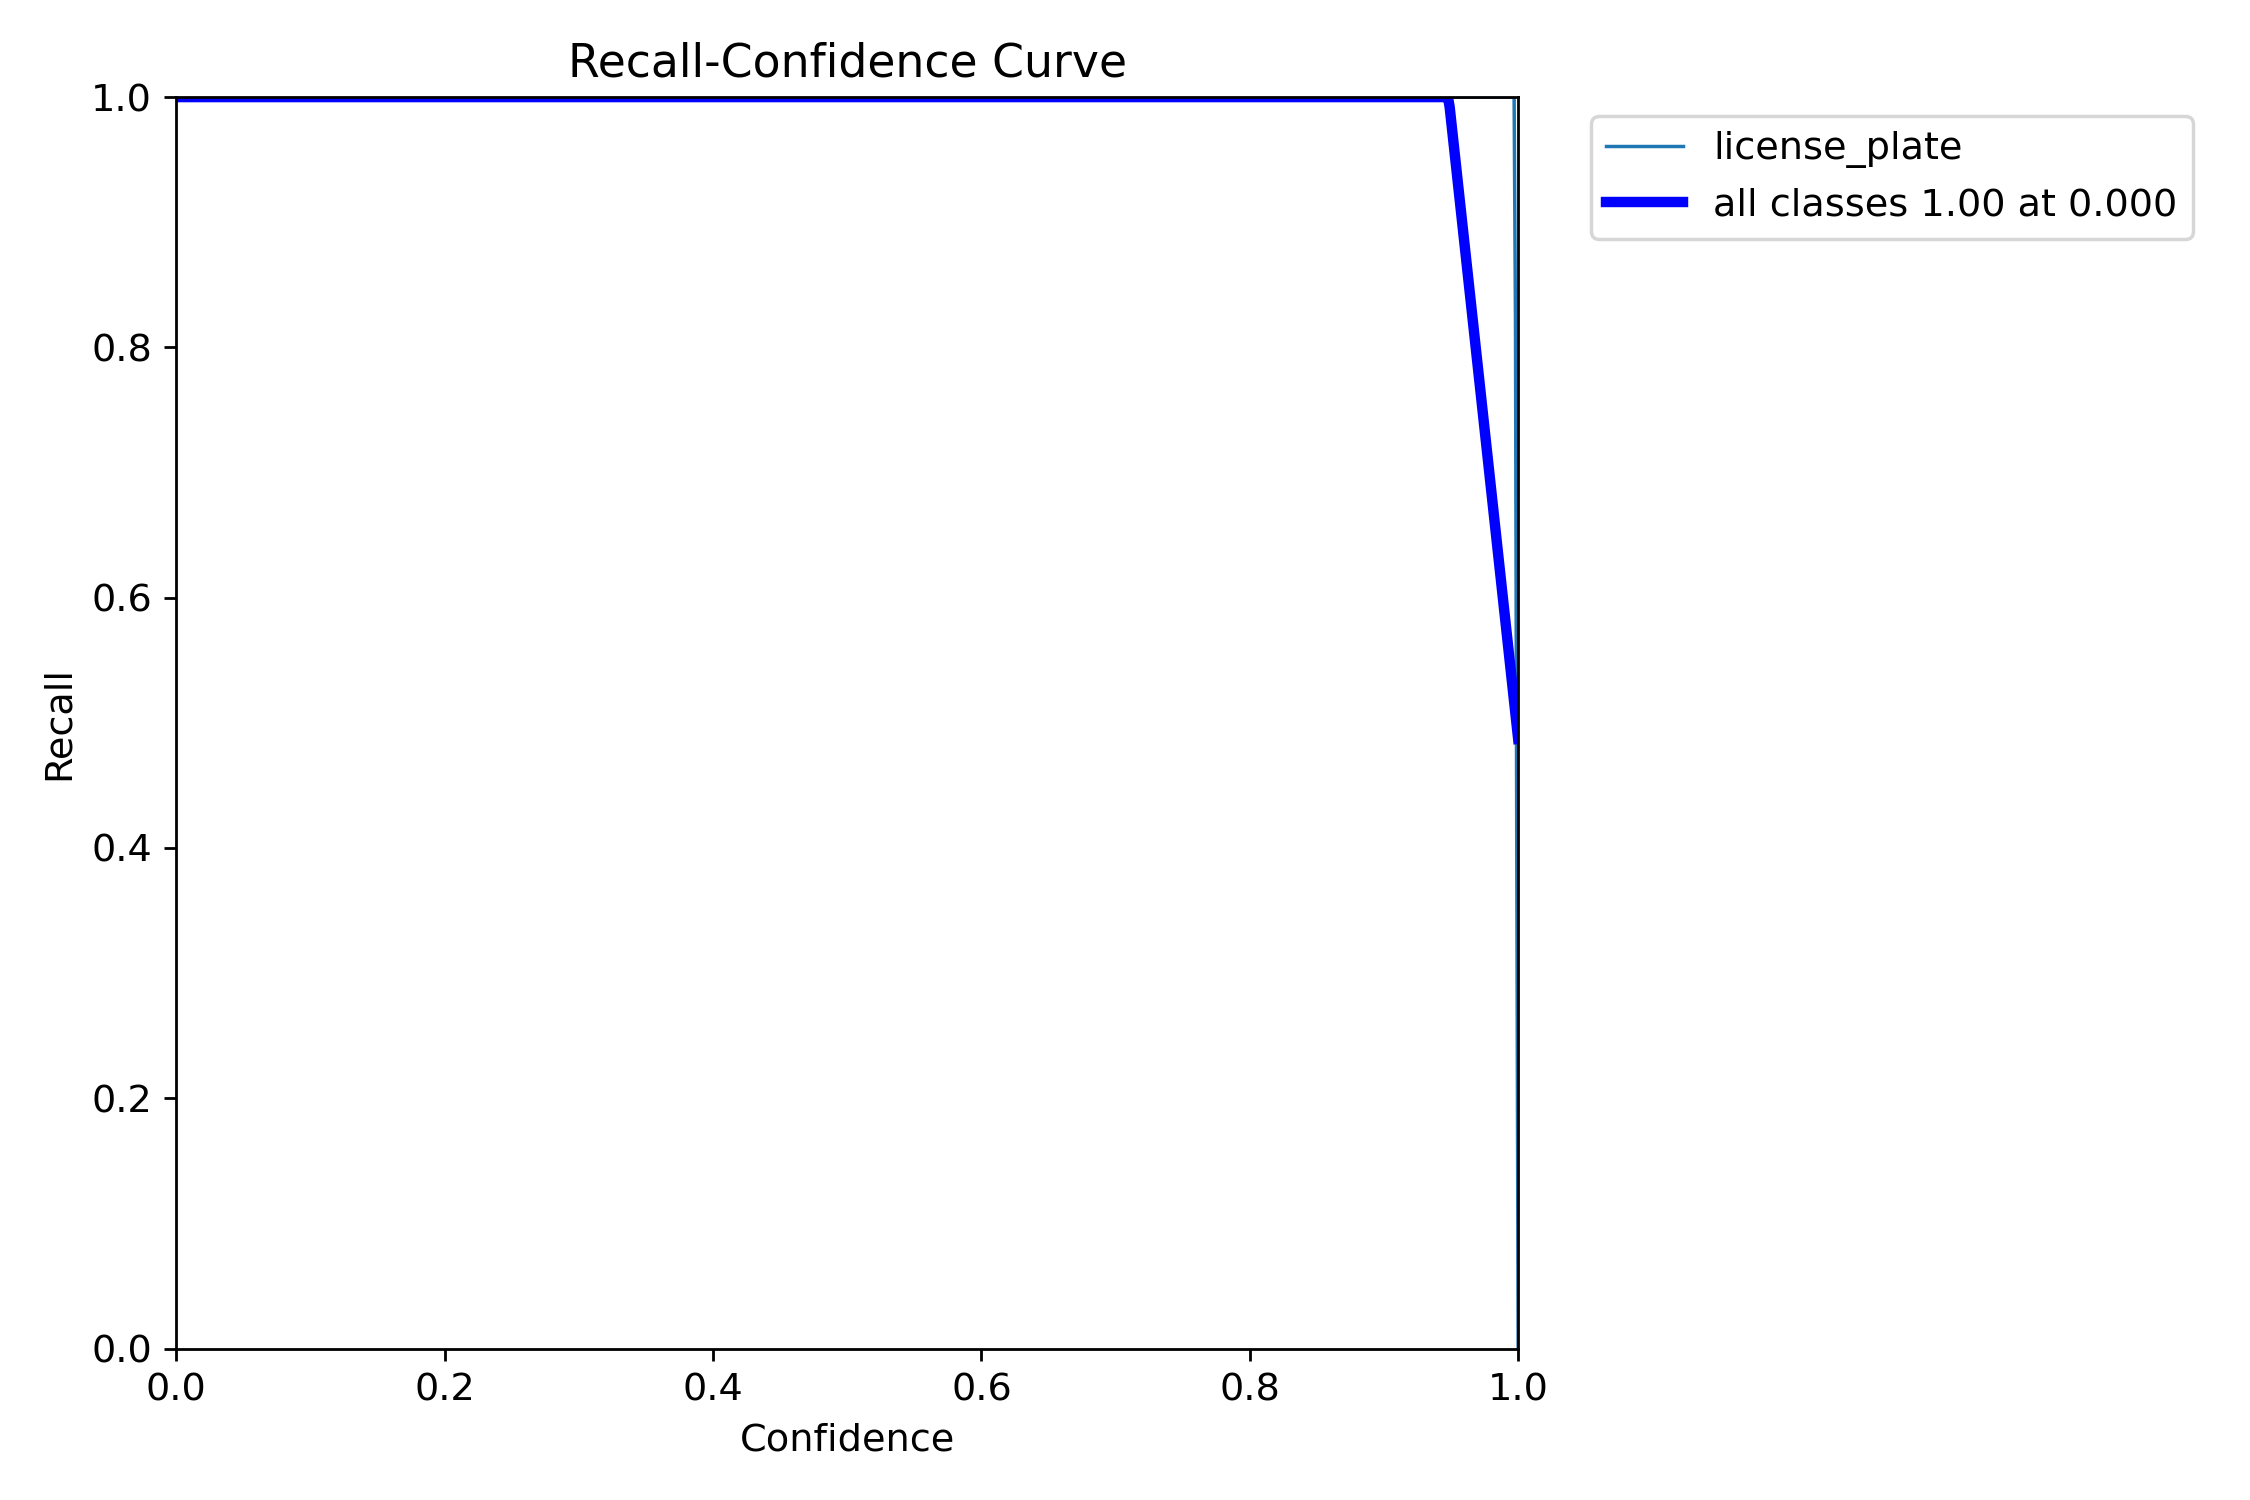 Recall-Confidence Curve
1.0
0.8
0.6
0.4
0.2
0.0
Recall
0.0 0.2 0.4 0.6 0.8 1.0
Confidence
license_plate
all classes 1.00 at 0.000